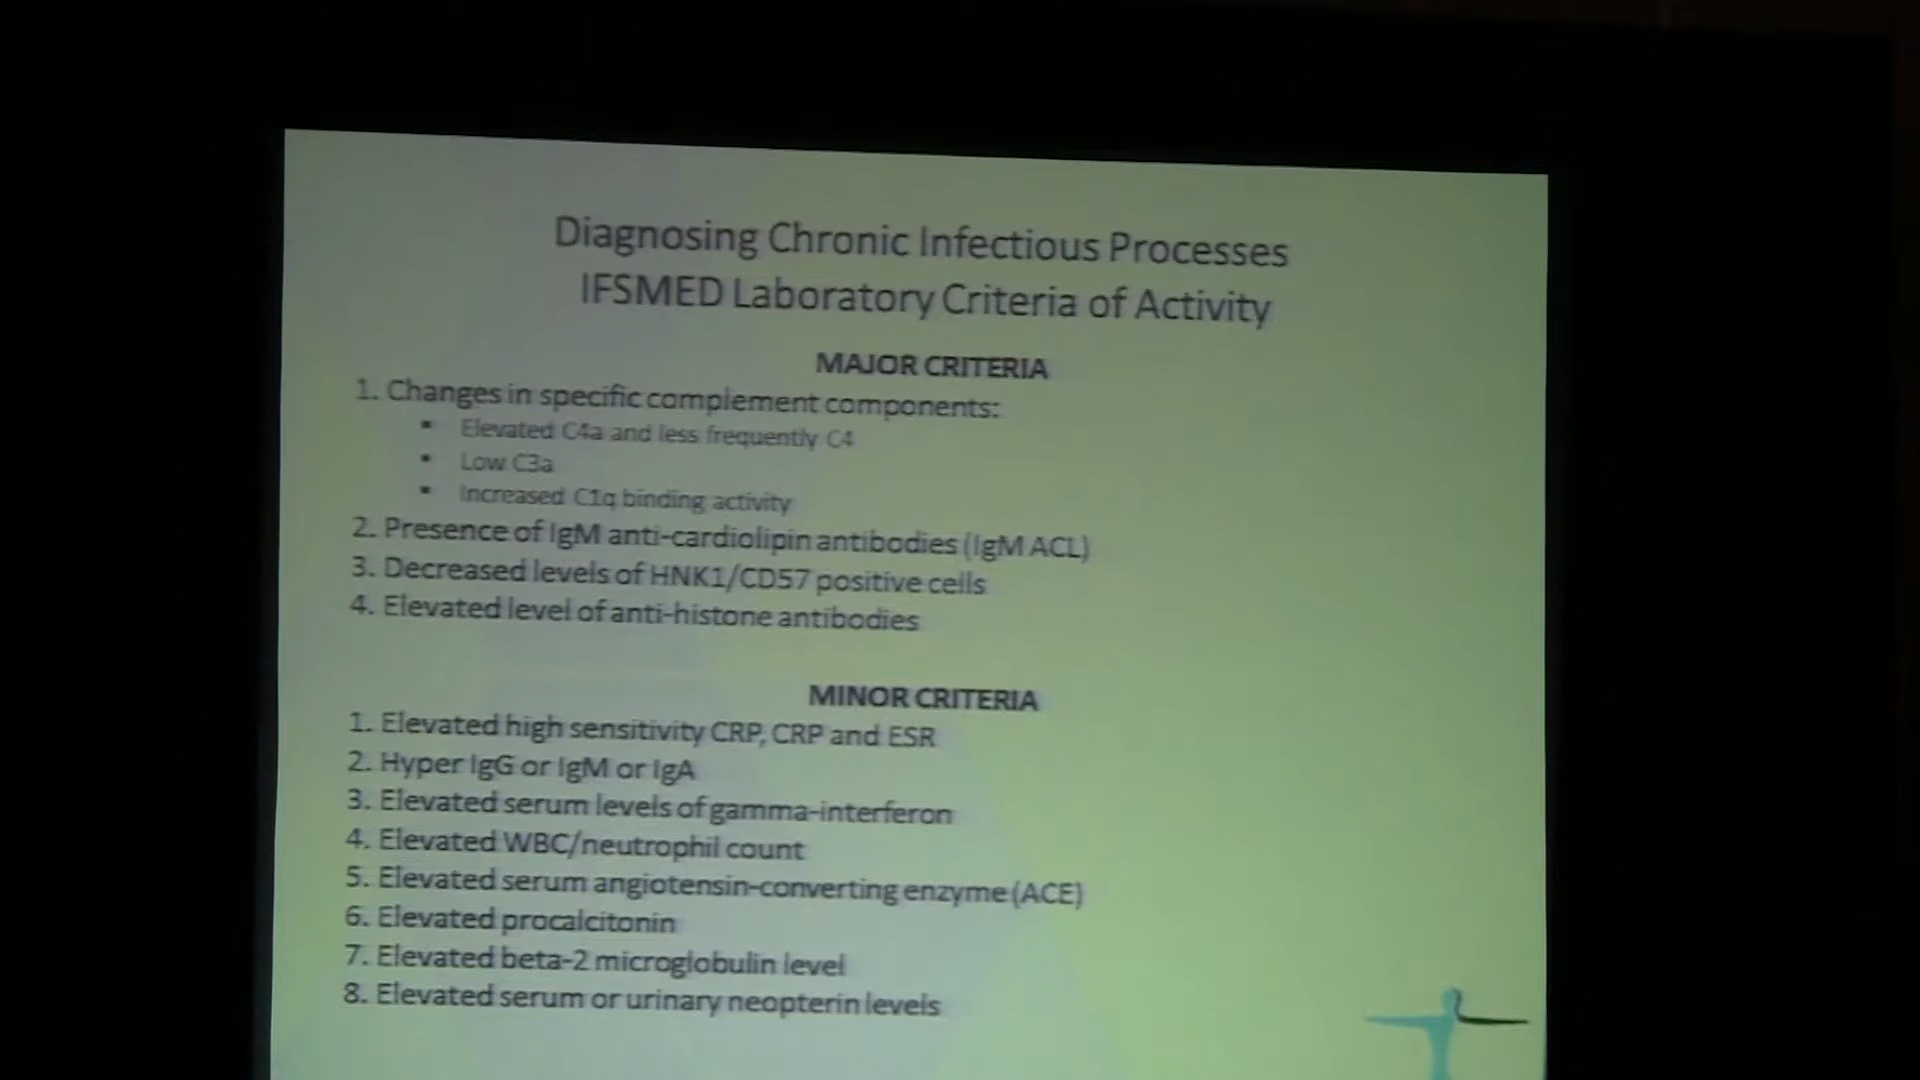 Diagnosing Chronic Infectious Processes
IFSMED Laboratory Criteria of Activity
MAJOR CRITERIA
1. Changes in specific complement components:
▪ Elevated C4a and less frequently C4
▪ Low C3a
▪ Increased C1q binding activity
2. Presence of IgM anti-cardiolipin antibodies (IgM ACL)
3. Decreased levels of HNK1/CD57 positive cells
4. Elevated level of anti-histone antibodies
MINOR CRITERIA
1. Elevated high sensitivity CRP, CRP and ESR
2. Hyper IgG or IgM or IgA
3. Elevated serum levels of gamma-interferon
4. Elevated WBC/neutrophil count
5. Elevated serum angiotensin-converting enzyme (ACE)
6. Elevated procalcitonin
7. Elevated beta-2 microglobulin level
8. Elevated serum or urinary neopterin levels